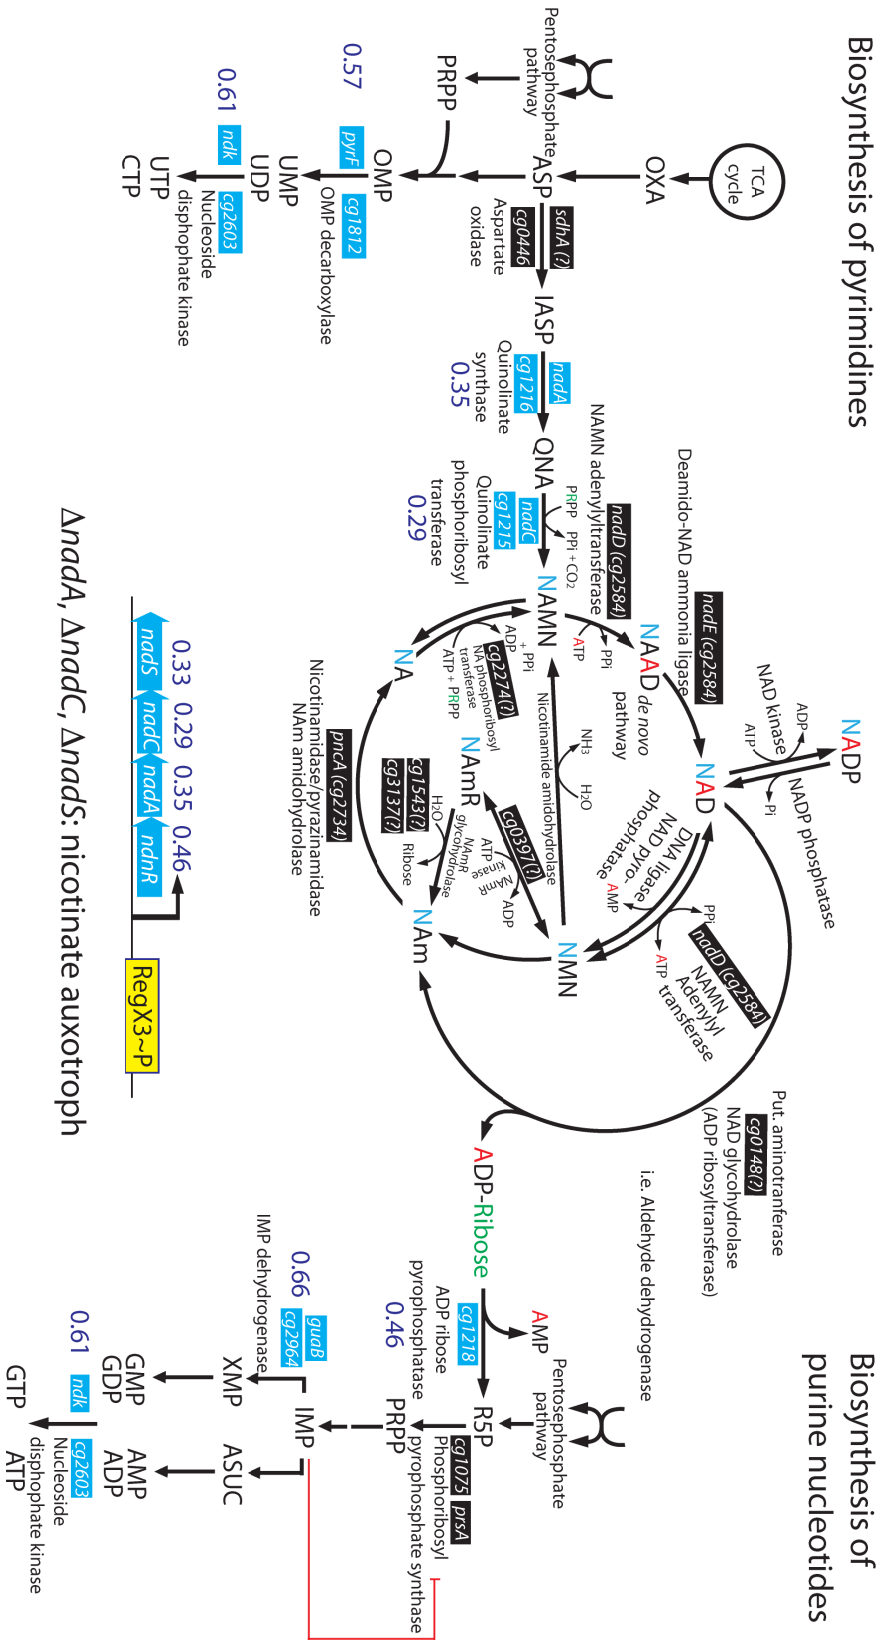 Biosynthesis of pyrimidines
TCA
cycle
OXA
Pentosephosphate
pathway
PRPP
ASP
sdhA (?)
cg0446
Aspartate
oxidase
IASP
nadA
cg1216
Quinolinate
synthase
0.35
QNA
PRPP
PPi + CO2
nadC
cg1215
Quinolinate
phosphoribosyl
transferase
0.29
OMP
0.57
pyrF
cg1812
OMP decarboxylase
UMP
UDP
0.61
ndk
cg2603
Nucleoside
disphophate kinase
UTP
CTP
NADP
NAD kinase
ADP
ATP
Pi
NADP phosphatase
nadE (cg2584)
Deamido-NAD ammonia ligase
NAD
nadD (cg2584)
NAMN adenylyltransferase
NAAD
de novo
pathway
PPi
ATP
NAMN
DNA ligase
NAD pyro-
phosphatase
AMP
PPi
ATP
nadD (cg2584)
NAMN
Adenylyl
transferase
NH3
H2O
Nicotinamide amidohydrolase
NMN
ADP
+ PPi
cg2274(?)
NA phosphoribosyl
transferase
ATP + PRPP
NA
NAmR
cg0397(?)
ATP
NAmR
kinase
ADP
NAmR
glycohydrolase
H2O
Ribose
cg1543(?)
cg3137(?)
NAm
pncA (cg2734)
Nicotinamidase/pyrazinamidase
NAm amidohydrolase
Put. aminotranferase
cg0148(?)
NAD glycohydrolase
(ADP ribosyltransferase)
0.33 0.29 0.35 0.46
nadS nadC nadA ndnR
RegX3~P
ΔnadA, ΔnadC, ΔnadS: nicotinate auxotroph
Biosynthesis of
purine nucleotides
i.e. Aldehyde dehydrogenase
ADP-Ribose
AMP
cg1218
ADP ribose
pyrophosphatase
0.46
Pentosephosphate
pathway
R5P
cg1075 prsA
Phosphoribosyl
pyrophosphate synthase
PRPP
IMP
guaB
0.66 cg2964
IMP dehydrogenase
XMP
ASUC
GMP
GDP
AMP
ADP
0.61
ndk
cg2603
Nucleoside
disphophate kinase
GTP
ATP